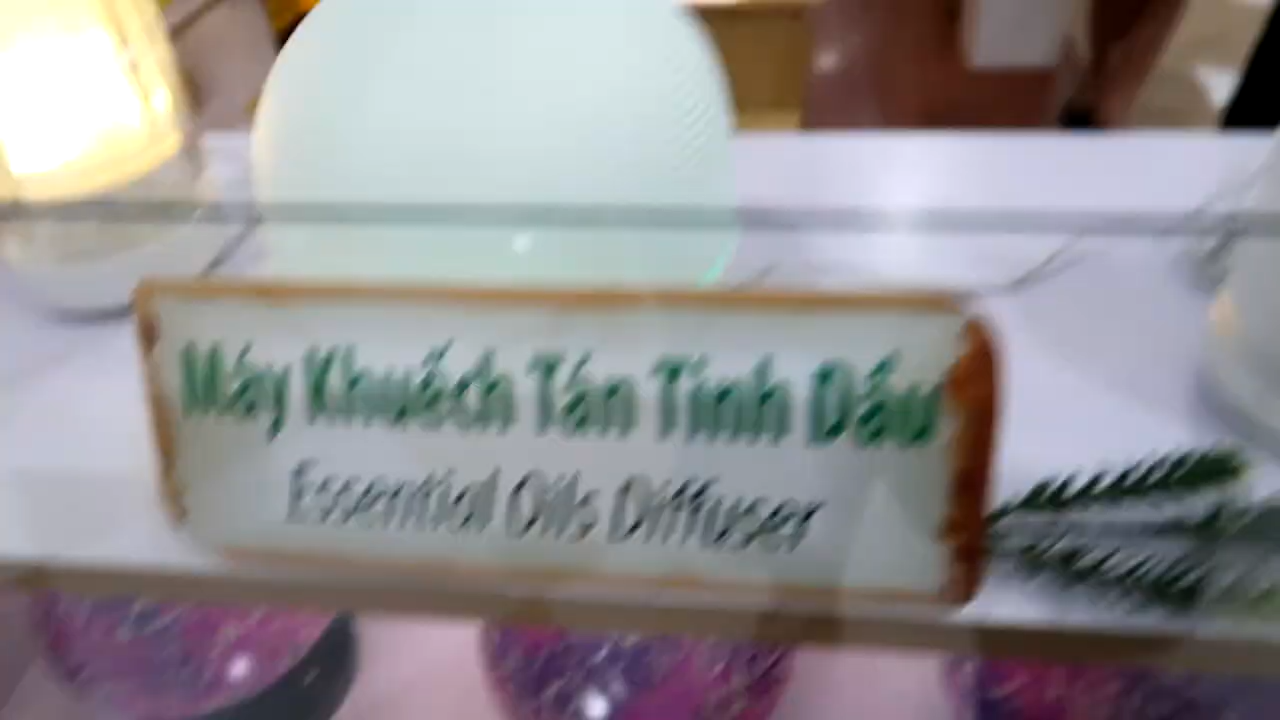 Máy Khuếch Tán Tinh Dầu
Essential Oils Diffuser